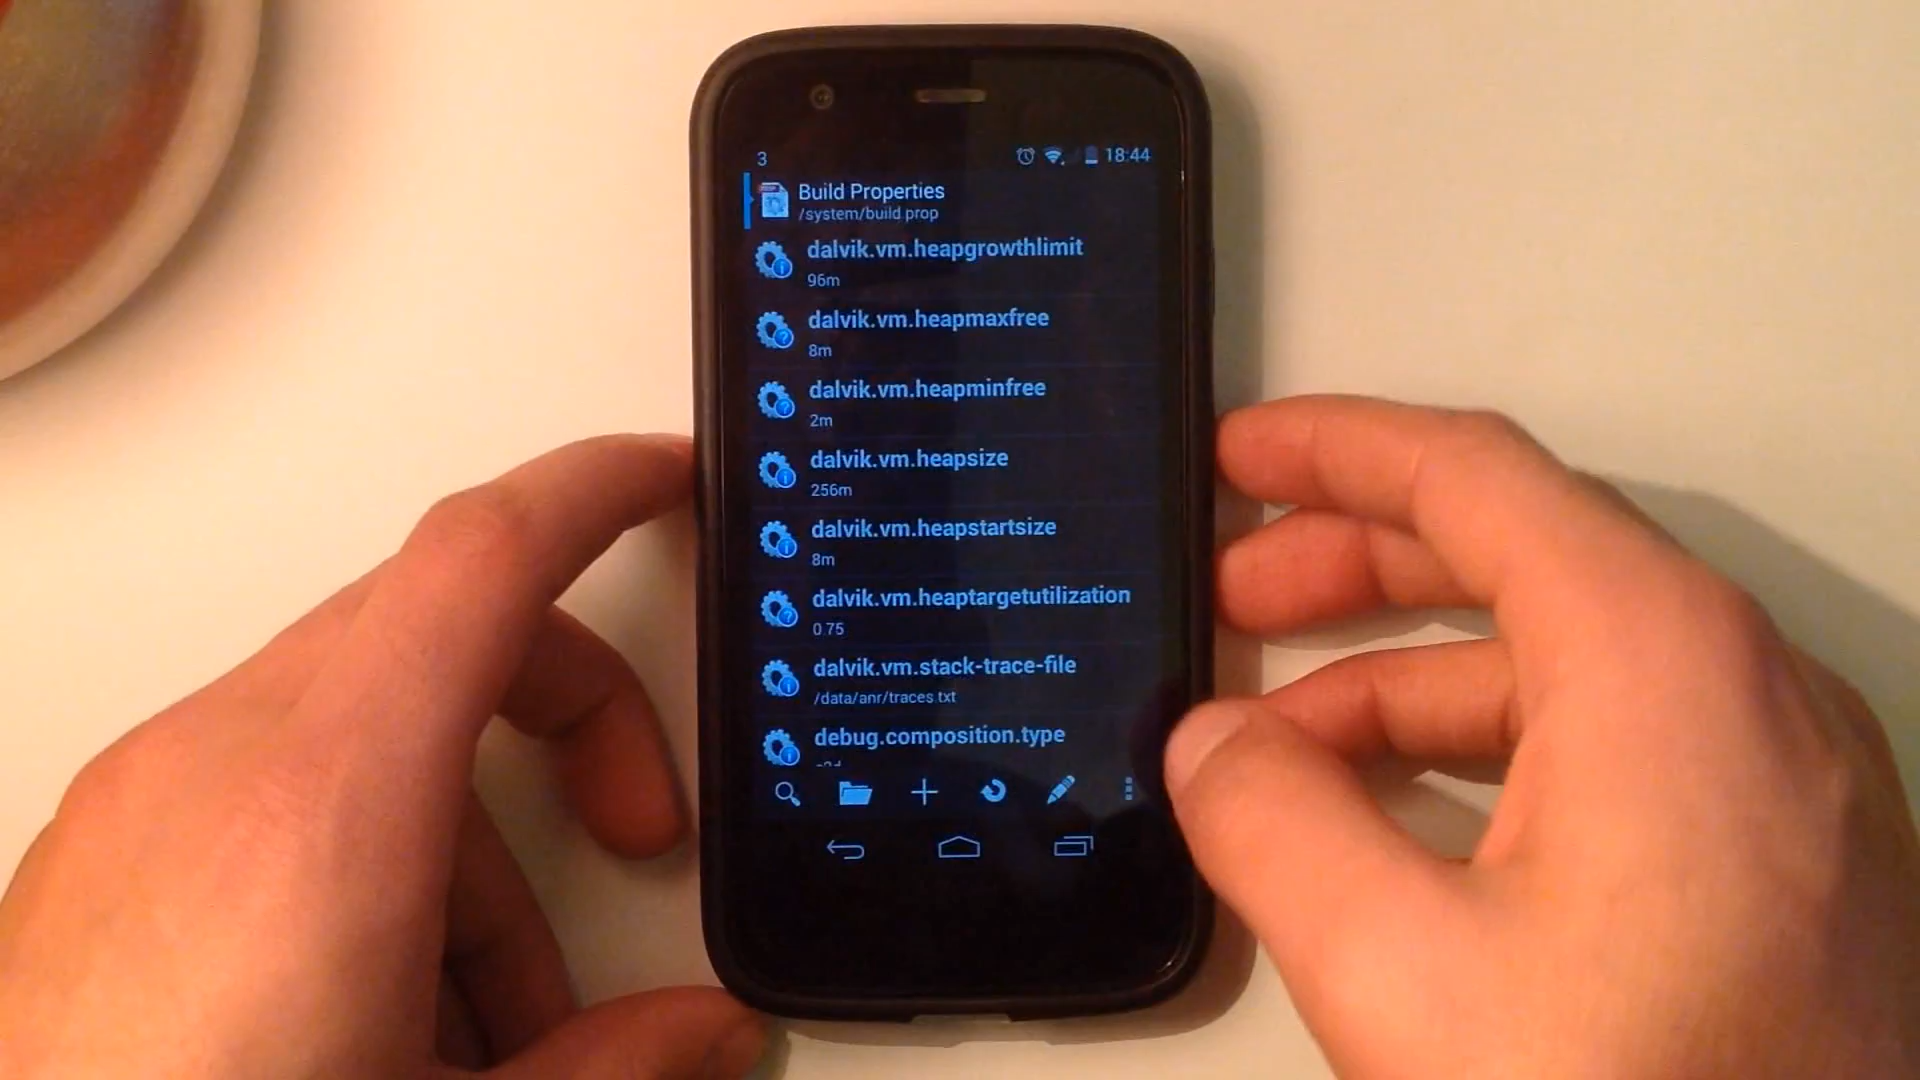 3 18:44
Build Properties
/system/build.prop
dalvik.vm.heapgrowthlimit
96m
dalvik.vm.heapmaxfree
8m
dalvik.vm.heapminfree
2m
dalvik.vm.heapsize
256m
dalvik.vm.heapstartsize
8m
dalvik.vm.heaptargetutilization
0.75
dalvik.vm.stack-trace-file
/data/anr/traces.txt
debug.composition.type